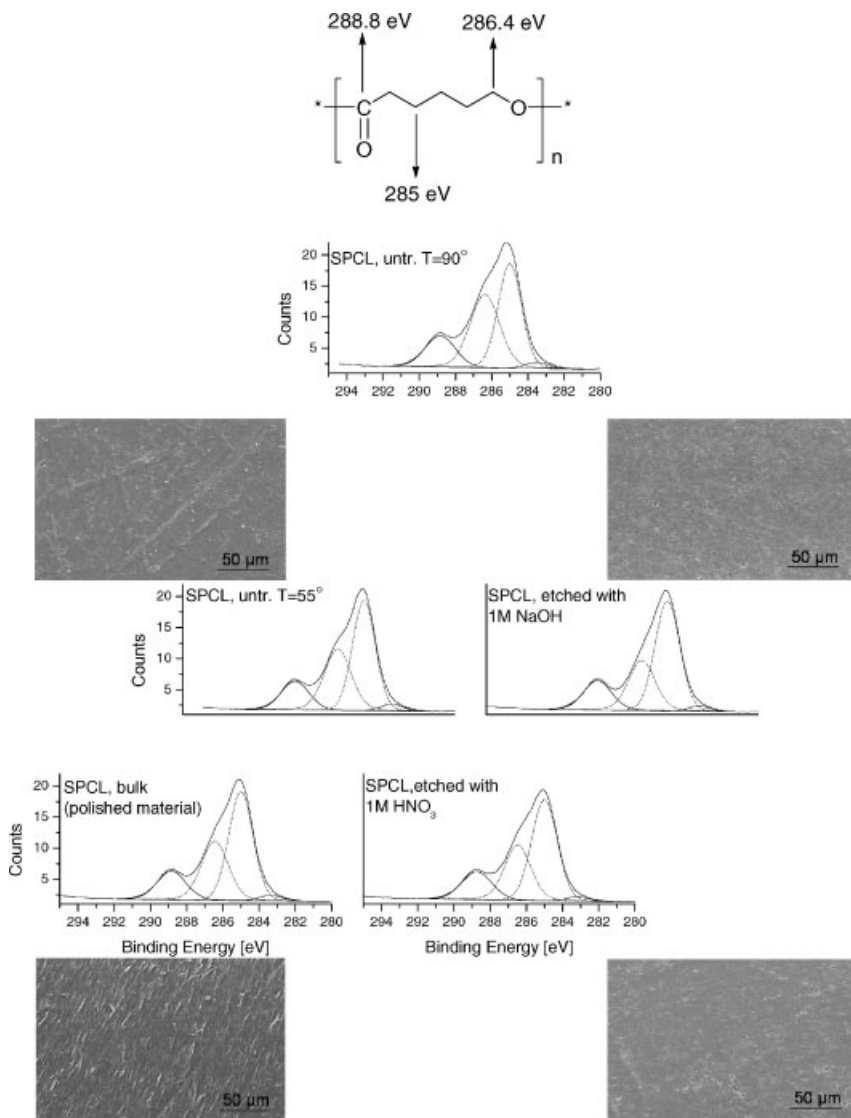 288.8 eV
286.4 eV
* C O * n
O
285 eV
SPCL, untr. T=90°
Counts
20
15
10
5
294 292 290 288 286 284 282 280
50 µm
50 µm
SPCL, untr. T=55°
Counts
20
15
10
5
SPCL, etched with
1M NaOH
SPCL, bulk
(polished material)
Counts
20
15
10
5
294 292 290 288 286 284 282 280
Binding Energy [eV]
SPCL,etched with
1M HNO₃
294 292 290 288 286 284 282 280
Binding Energy [eV]
50 µm
50 µm